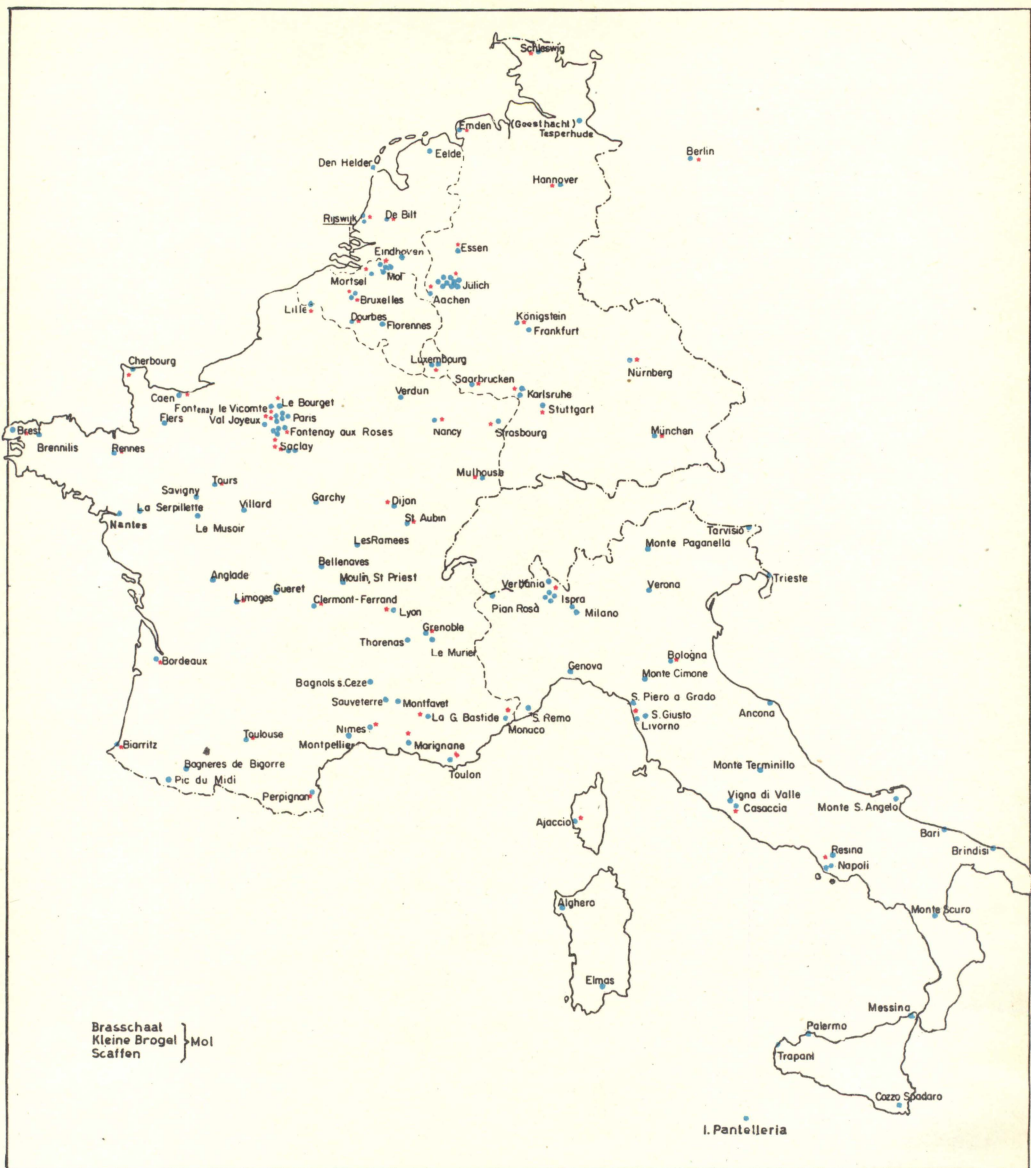 Schleswig
(Geesthacht)
Tesperhude
Emden
Eelde
Berlin
Den Helder
Hannover
Rijswijk
De Bilt
Essen
Eindhoven
Mol
Mortsel
Jülich
Bruxelles
Aachen
Lille
Dourbes
Florennes
Königstein
Frankfurt
Luxembourg
Nürnberg
Cherbourg
Saarbrucken
Karlsruhe
Caen
Verdun
Stuttgart
Fontenay le Vicomte
Le Bourget
Flers
Val Joyeux
Paris
Brest
Brennilis
Fontenay aux Roses
Nancy
Strasbourg
München
Rennes
Saclay
Mulhouse
Tours
Savigny
Garchy
Dijon
La Serpillette
Villard
Nantes
Le Musoir
St Aubin
Tarvisio
Les Ramees
Monte Paganella
Bellenaves
Anglade
Moulin, St Priest
Verbania
Trieste
Gueret
Verona
Limoges
Clermont-Ferrand
Pian Rosà
Ispra
Lyon
Milano
Grenoble
Thorenas
Le Murier
Bordeaux
Bologna
Genova
Monte Cimone
Bagnols s. Ceze
Sauveterre
Montfavet
S. Piero a Grado
La G. Bastide
S. Remo
S. Giusto
Ancona
Nimes
Monaco
Livorno
Toulouse
Biarritz
Montpellier
Marignane
Bagneres de Bigorre
Toulon
Monte Terminillo
Pic du Midi
Perpignan
Vigna di Valle
Casaccia
Monte S. Angelo
Ajaccio
Bari
Resina
Brindisi
Napoli
Alghero
Monte Scuro
Elmas
Messina
Brasschaat
Kleine Brogel } Mol
Scaffen
Palermo
Trapani
Cozzo Spadaro
I. Pantelleria